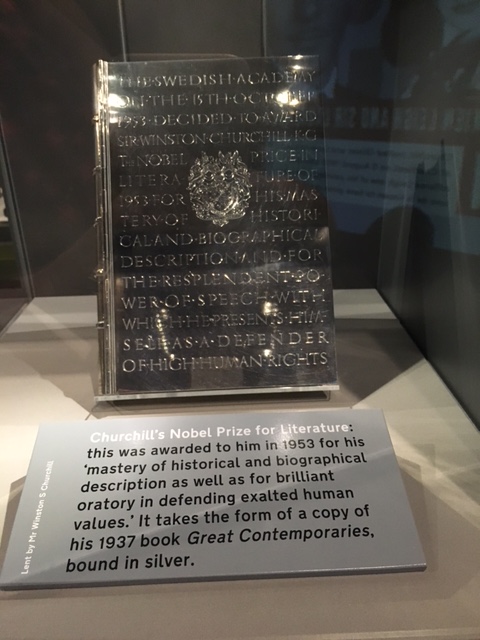 THE·SWEDISH·ACADEMY
ON·THE·15TH·OCTOBER
1953·DECIDED·TO·AWARD
SIR·WINSTON·CHURCHILL·K·G
THE NOBEL PRICE IN
LITERA TURE·OF
1953·FOR HIS·MAS
TERY·OF HISTORI
CAL·AND·BIOGRAPHICAL
DESCRIPTION·AND·FOR
THE·RESPLENDENT·PO
WER·OF·SPEECH·WITH
WHICH·HE·PRESENTS·HIM
SELF·AS·A·DEFENDER
OF·HIGH·HUMAN·RIGHTS
Churchill's Nobel Prize for Literature:
this was awarded to him in 1953 for his
'mastery of historical and biographical
description as well as for brilliant
oratory in defending exalted human
values.' It takes the form of a copy of
his 1937 book Great Contemporaries,
bound in silver.
Lent by Mr Winston S Churchill